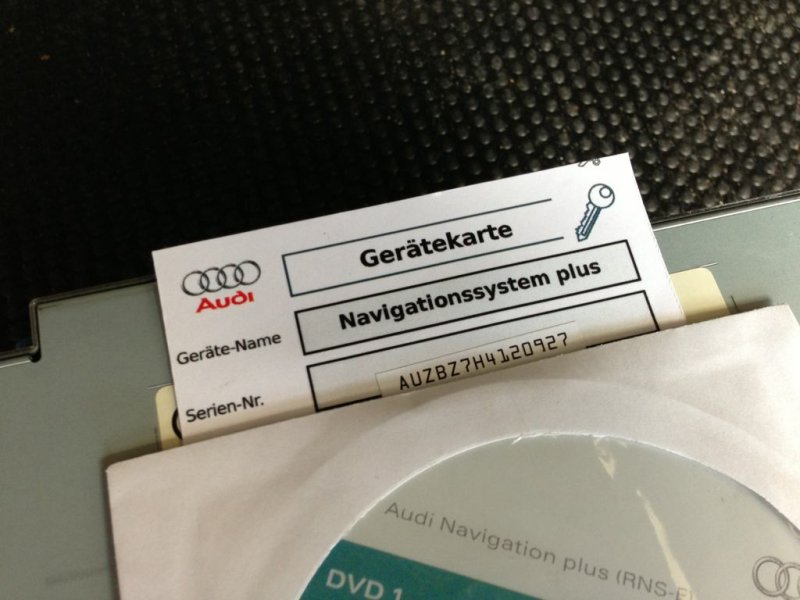 Gerätekarte
Audi
Geräte-Name
Navigationssystem plus
Serien-Nr.
AUZBZ7H4120927
Audi Navigation plus (RNS-E)
DVD 1